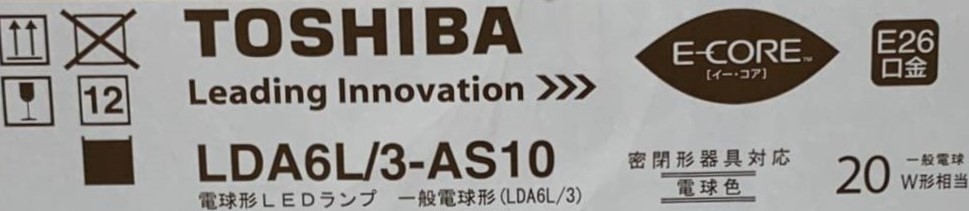 TOSHIBA
Leading Innovation >>>
E-CORE™
[イー・コア]
E26
口金
12
LDA6L/3-AS10
電球形LEDランプ 一般電球形(LDA6L/3)
密閉形器具対応
電球色
20 一般電球
W形相当